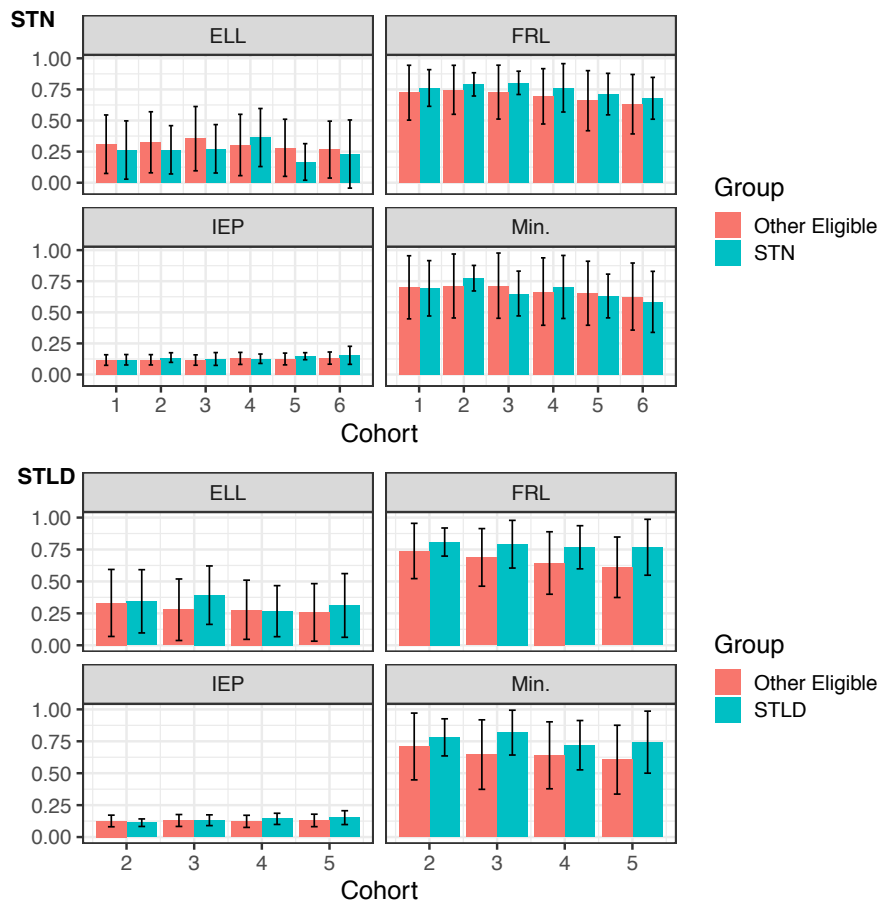 STN
ELL FRL
1.00
0.75
0.50
0.25
0.00
IEP Min.
1.00
0.75
0.50
0.25
0.00
1 2 3 4 5 6 1 2 3 4 5 6
Cohort
Group
Other Eligible
STN
STLD
ELL FRL
1.00
0.75
0.50
0.25
0.00
IEP Min.
1.00
0.75
0.50
0.25
0.00
2 3 4 5 2 3 4 5
Cohort
Group
Other Eligible
STLD